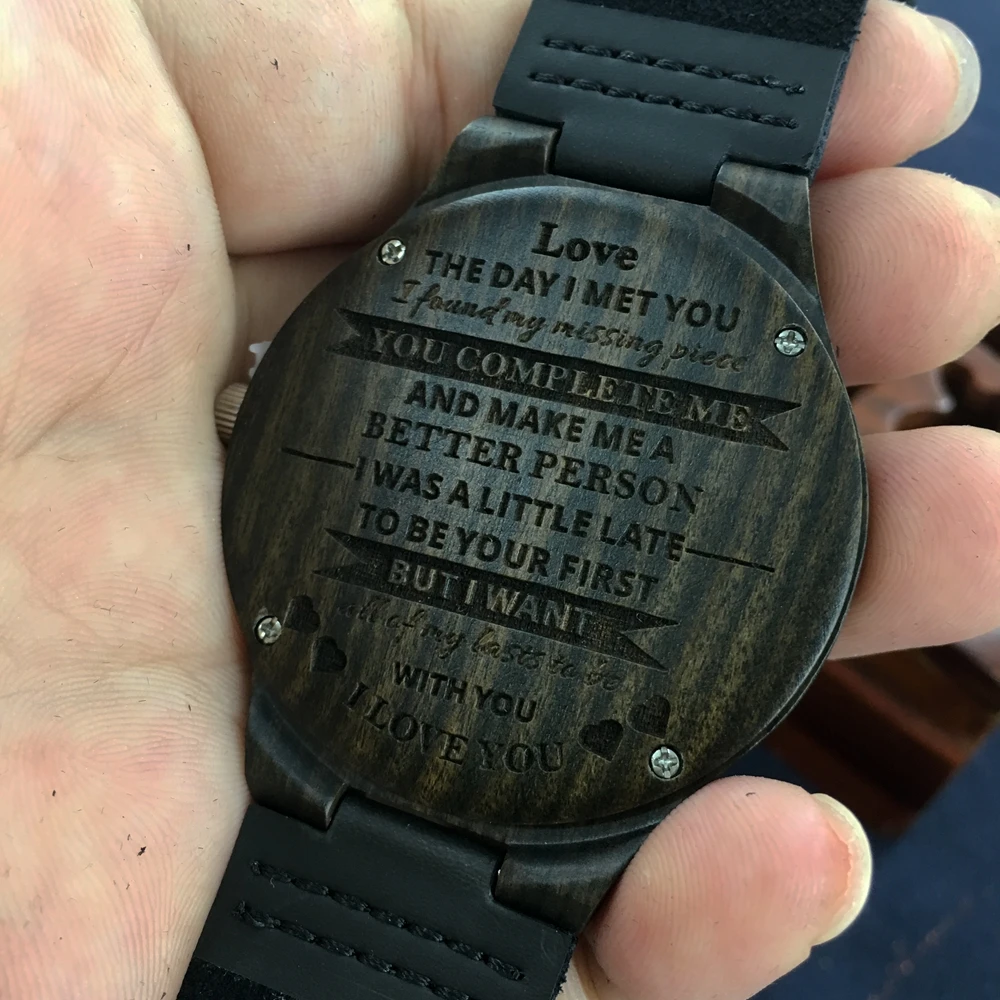 Love
THE DAY I MET YOU
I found my missing piece
YOU COMPLETE ME
AND MAKE ME A
BETTER PERSON
I WAS A LITTLE LATE
TO BE YOUR FIRST
BUT I WANT
all of my lasts to be
WITH YOU
I LOVE YOU